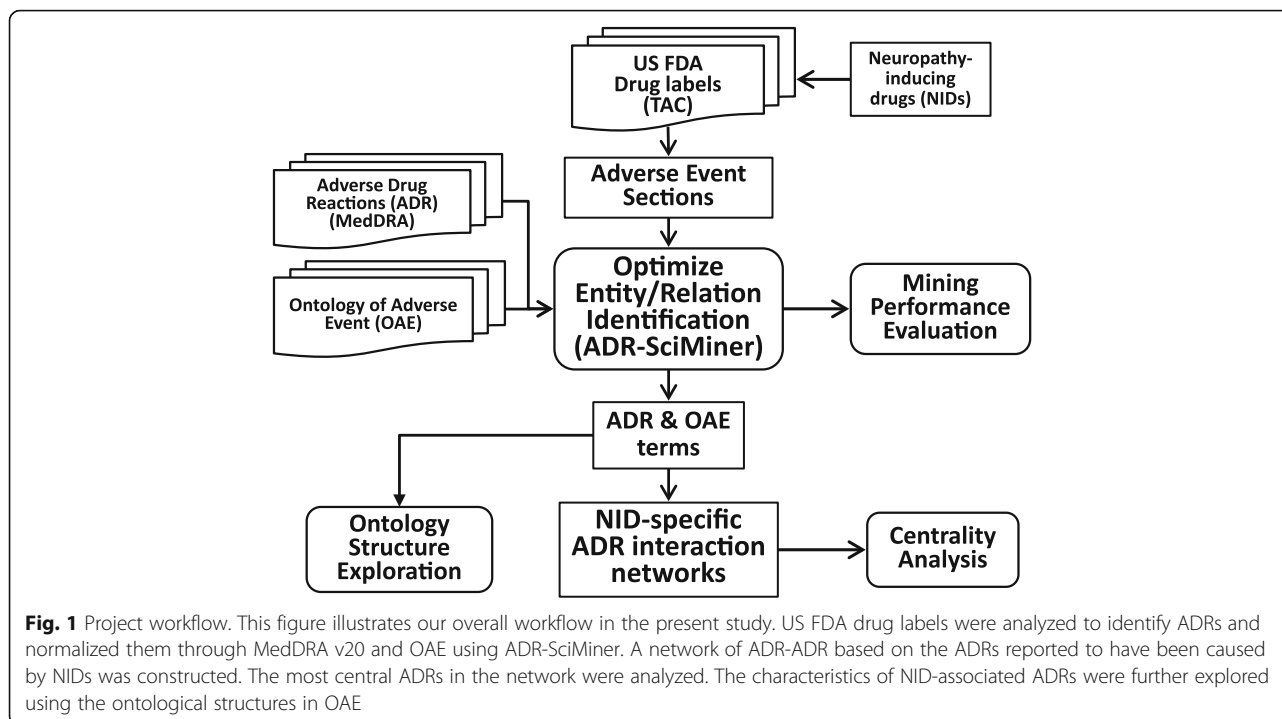 US FDA
Drug labels
(TAC)
Neuropathy-
inducing
drugs (NIDs)
Adverse Event
Sections
Adverse Drug
Reactions (ADR)
(MedDRA)
Ontology of Adverse
Event (OAE)
Optimize
Entity/Relation
Identification
(ADR-SciMiner)
Mining
Performance
Evaluation
ADR & OAE
terms
Ontology
Structure
Exploration
NID-specific
ADR interaction
networks
Centrality
Analysis
Fig. 1 Project workflow. This figure illustrates our overall workflow in the present study. US FDA drug labels were analyzed to identify ADRs and
normalized them through MedDRA v20 and OAE using ADR-SciMiner. A network of ADR-ADR based on the ADRs reported to have been caused
by NIDs was constructed. The most central ADRs in the network were analyzed. The characteristics of NID-associated ADRs were further explored
using the ontological structures in OAE